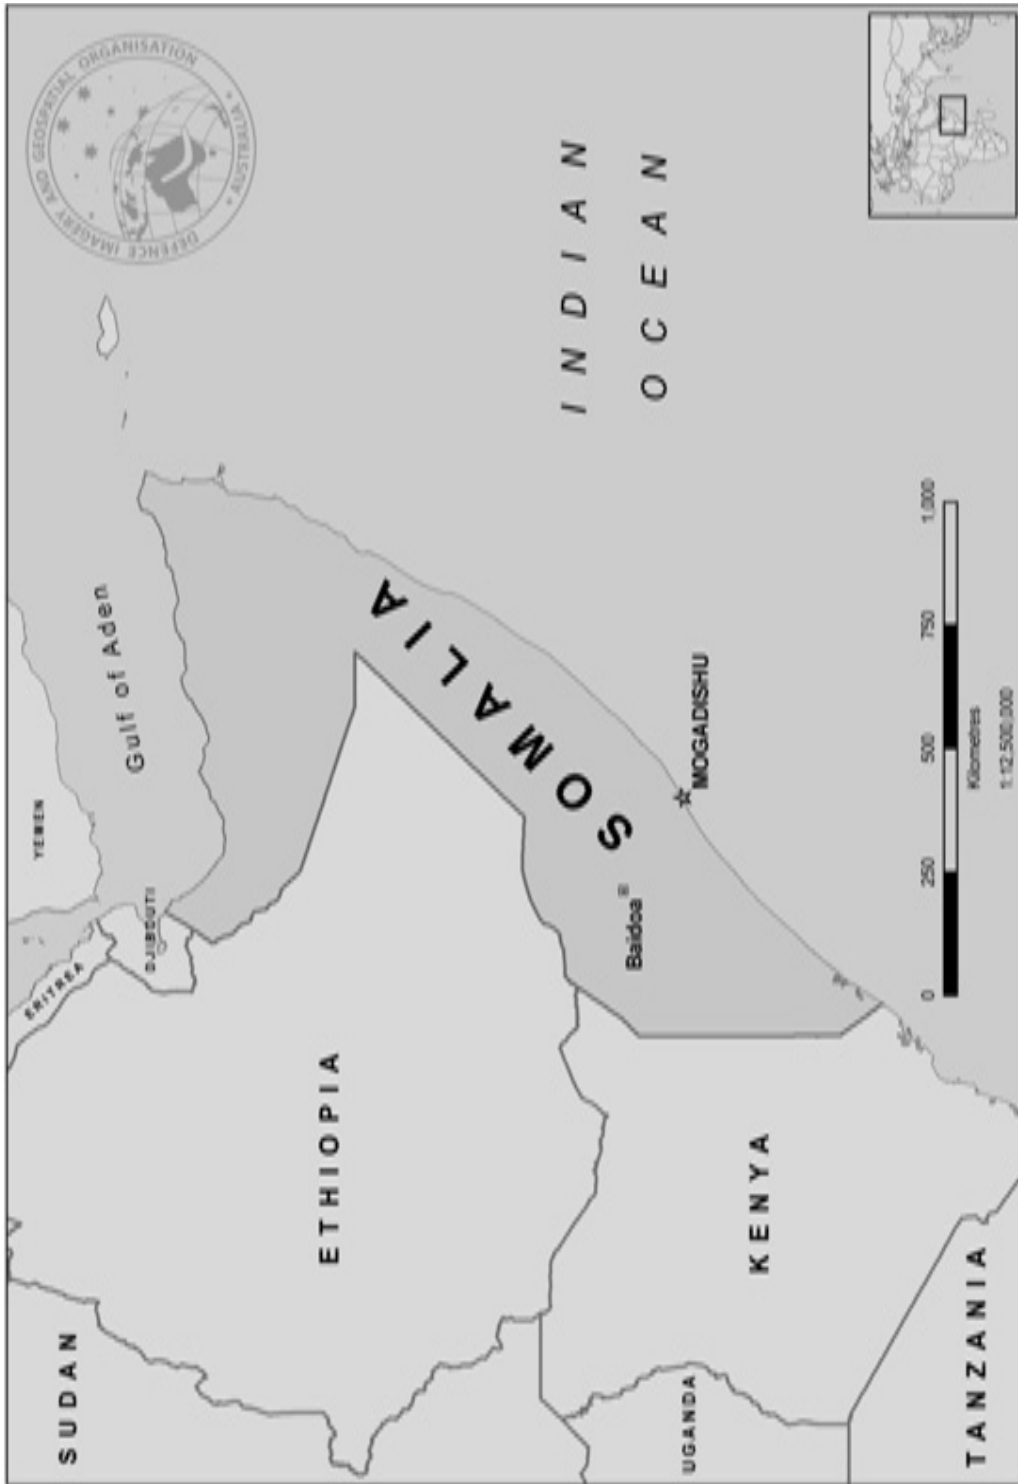 DEFENCE IMAGERY AND GEOSPATIAL ORGANISATION
• AUSTRALIA •
YEMEN
Gulf of Aden
ERITREA
DJIBOUTI
SUDAN
ETHIOPIA
SOMALIA
INDIAN
OCEAN
Baidoa
MOGADISHU
UGANDA
KENYA
TANZANIA
0 250 500 750 1,000
Kilometres
1:12,500,000